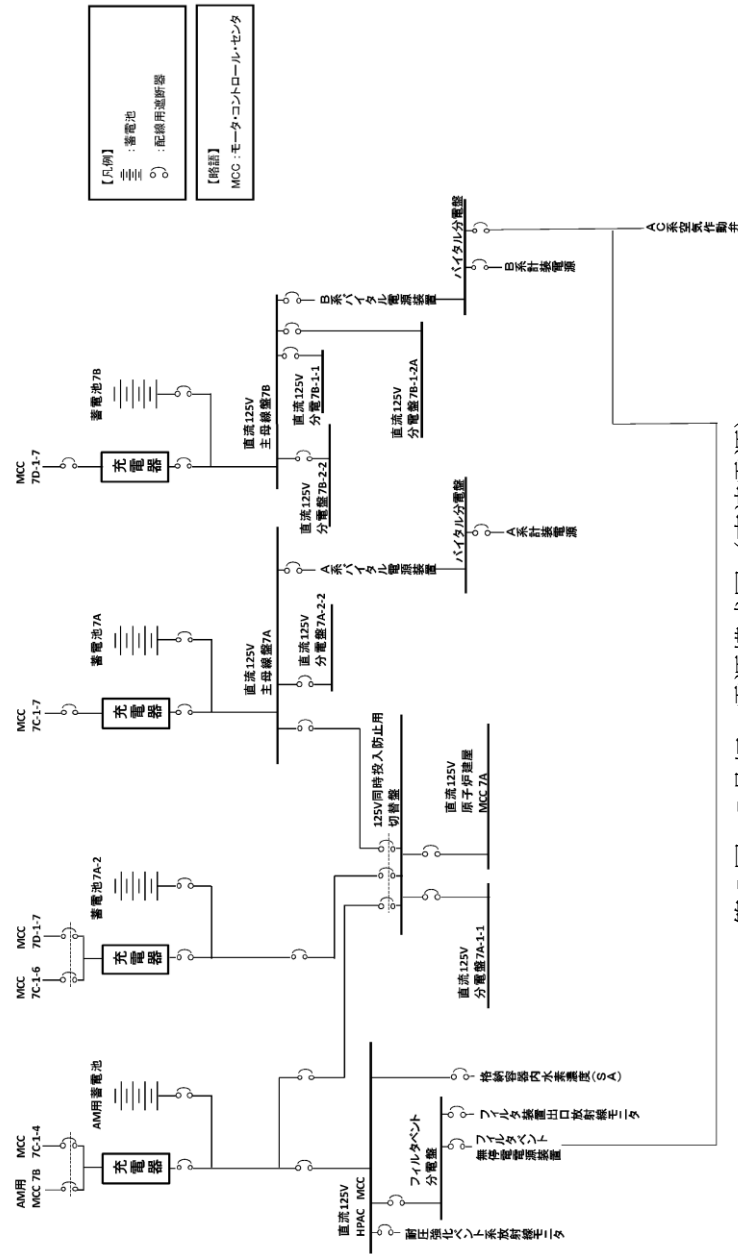 【凡例】
：蓄電池
：配線用遮断器
【略語】
MCC：モータ・コントロール・センタ
AM用
MCC 7B
MCC
7C-1-4
充電器
AM用蓄電池
MCC
7C-1-6
MCC
7D-1-7
充電器
蓄電池7A-2
MCC
7C-1-7
充電器
蓄電池7A
MCC
7D-1-7
充電器
蓄電池7B
直流125V
主母線盤7A
直流125V
主母線盤7B
直流125V
分電盤7A-2-2
A系バイタル電源装置
直流125V
分電盤7B-2-2
直流125V
分電7B-1-1
直流125V
分電盤7B-1-2A
B系バイタル電源装置
125V同時投入防止用
切替盤
直流125V
分電盤7A-1-1
直流125V
原子炉建屋
MCC 7A
バイタル分電盤
A系計装電源
バイタル分電盤
B系計装電源
AC系空気作動弁
直流125V
HPAC MCC
耐圧強化ベント系放射線モニタ
フィルタベント
分電盤
フィルタベント
無停電電源装置
フィルタ装置出口放射線モニタ
格納容器内水素濃度(SA)